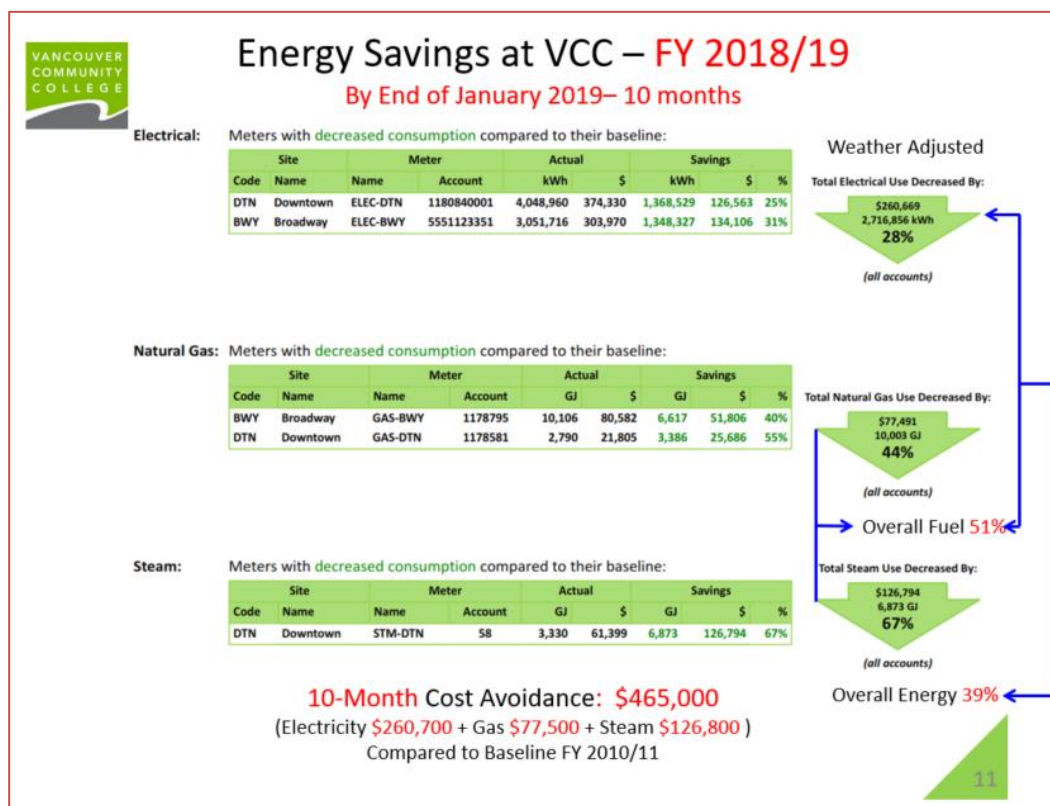 VANCOUVER
COMMUNITY
COLLEGE
Energy Savings at VCC – FY 2018/19
By End of January 2019– 10 months
Electrical: Meters with decreased consumption compared to their baseline:
Site Meter Actual Savings
Code Name Name Account kWh $ kWh $ %
DTN Downtown ELEC-DTN 1180840001 4,048,960 374,330 1,368,529 126,563 25%
BWY Broadway ELEC-BWY 5551123351 3,051,716 303,970 1,348,327 134,106 31%
Weather Adjusted
Total Electrical Use Decreased By:
$260,669
2,716,856 kWh
28%
(all accounts)
Natural Gas: Meters with decreased consumption compared to their baseline:
Site Meter Actual Savings
Code Name Name Account GJ $ GJ $ %
BWY Broadway GAS-BWY 1178795 10,106 80,582 6,617 51,806 40%
DTN Downtown GAS-DTN 1178581 2,790 21,805 3,386 25,686 55%
Total Natural Gas Use Decreased By:
$77,491
10,003 GJ
44%
(all accounts)
Overall Fuel 51%
Steam: Meters with decreased consumption compared to their baseline:
Site Meter Actual Savings
Code Name Name Account GJ $ GJ $ %
DTN Downtown STM-DTN 58 3,330 61,399 6,873 126,794 67%
Total Steam Use Decreased By:
$126,794
6,873 GJ
67%
(all accounts)
Overall Energy 39%
10-Month Cost Avoidance: $465,000
(Electricity $260,700 + Gas $77,500 + Steam $126,800 )
Compared to Baseline FY 2010/11
11